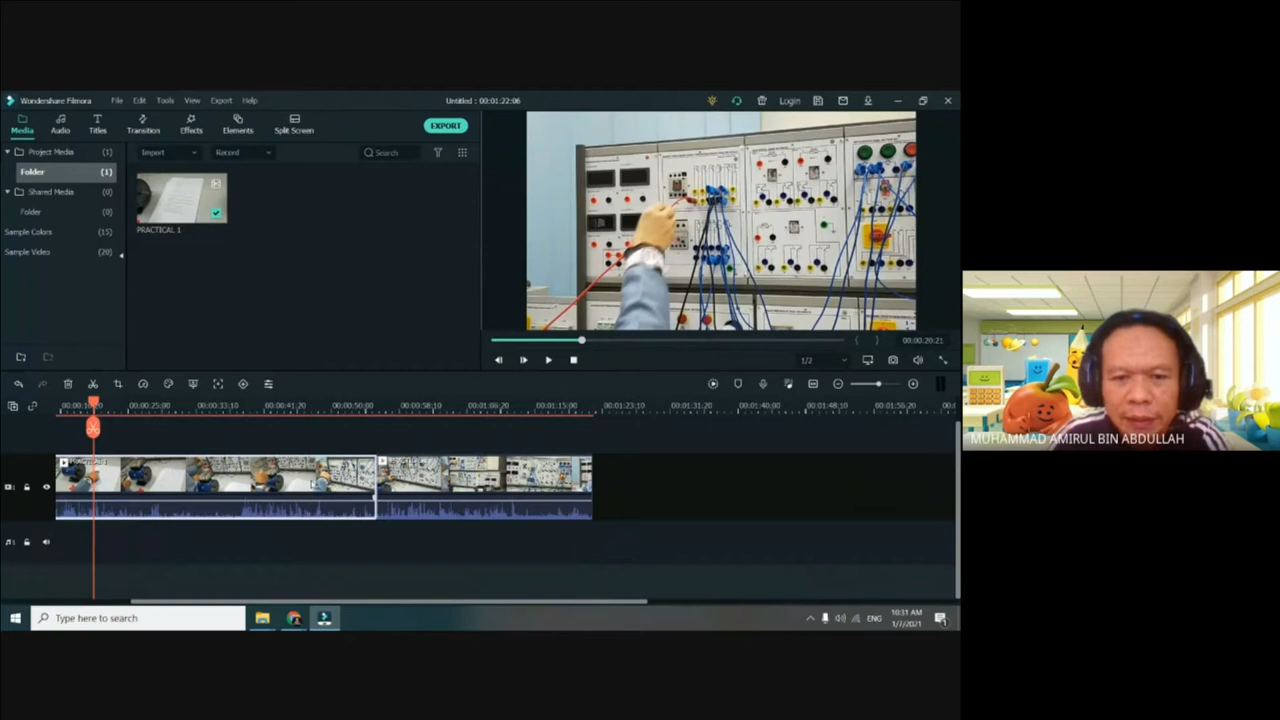 Wondershare Filmora File Edit Tools View Export Help Untitled : 00:01:22:06 Login
Media Audio Titles Transition Effects Elements Split Screen EXPORT
Project Media (1) Import Record Search
Folder (1)
Shared Media (0)
Folder (0)
PRACTICAL 1
Sample Colors (15)
Sample Video (20)
00:00:20:21
1/2
00:00:25:00 00:00:33:10 00:00:41:20 00:00:50:00 00:00:58:10 00:01:06:20 00:01:15:00 00:01:23:10 00:01:31:20 00:01:40:00 00:01:48:10 00:01:56:20
MUHAMMAD AMIRUL BIN ABDULLAH
Type here to search ENG 10:31 AM
1/7/2021